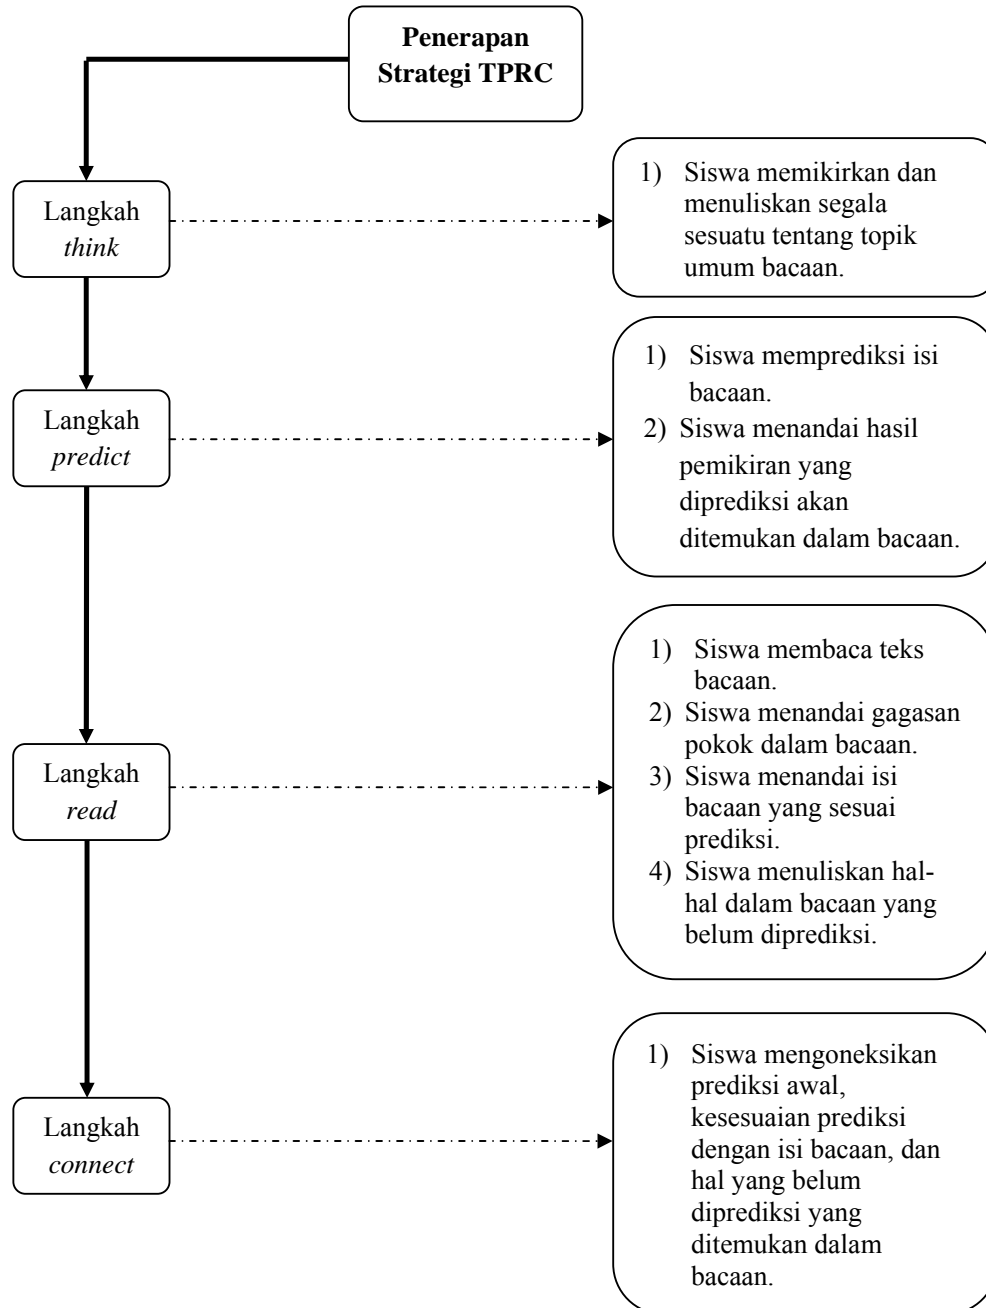 Penerapan
Strategi TPRC
Langkah
think
1) Siswa memikirkan dan
menuliskan segala
sesuatu tentang topik
umum bacaan.
Langkah
predict
1) Siswa memprediksi isi
bacaan.
2) Siswa menandai hasil
pemikiran yang
diprediksi akan
ditemukan dalam bacaan.
Langkah
read
1) Siswa membaca teks
bacaan.
2) Siswa menandai gagasan
pokok dalam bacaan.
3) Siswa menandai isi
bacaan yang sesuai
prediksi.
4) Siswa menuliskan hal-
hal dalam bacaan yang
belum diprediksi.
Langkah
connect
1) Siswa mengoneksikan
prediksi awal,
kesesuaian prediksi
dengan isi bacaan, dan
hal yang belum
diprediksi yang
ditemukan dalam
bacaan.